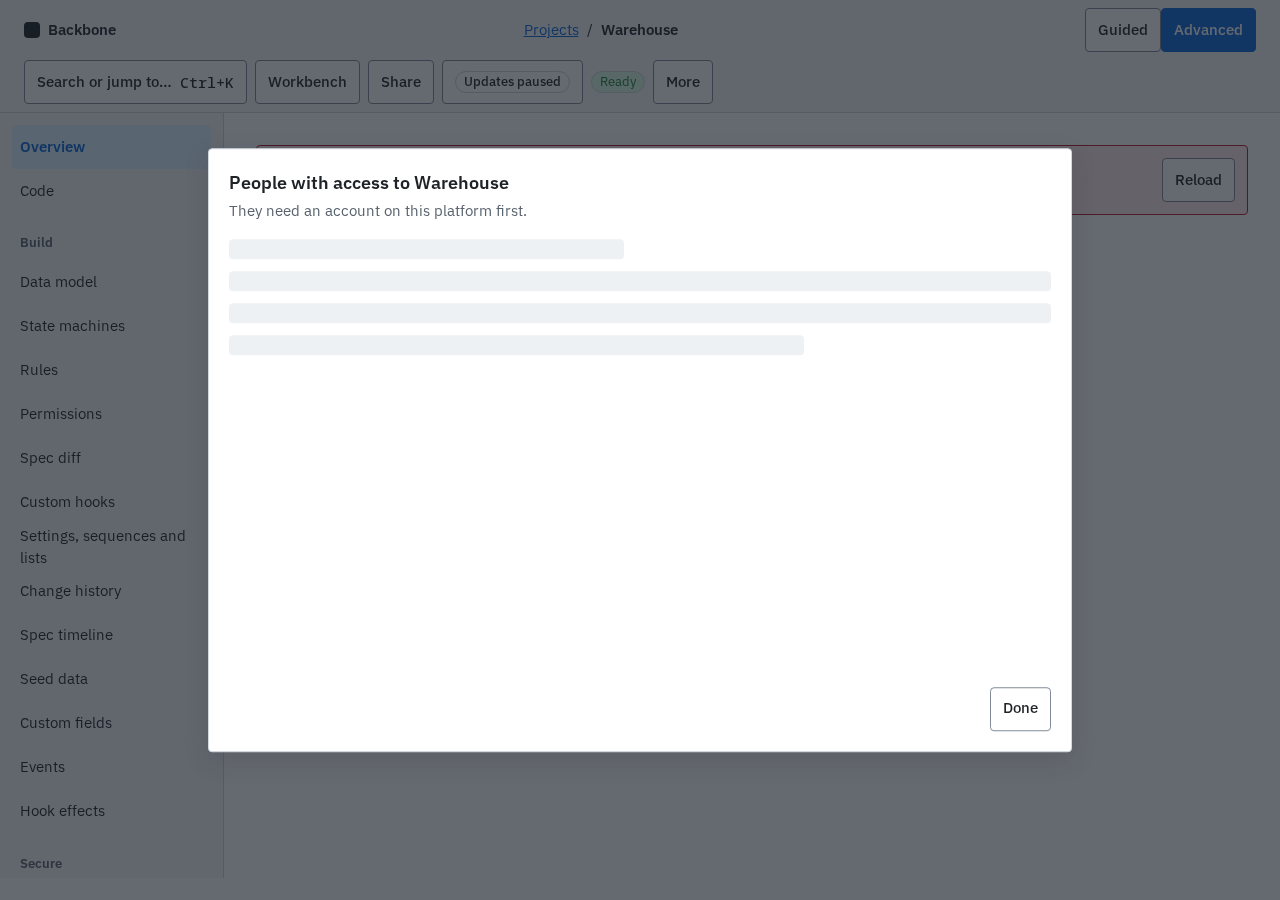 Backbone
Projects / Warehouse
Guided
Advanced
Search or jump to... Ctrl+K
Workbench
Share
Updates paused
Ready
More
Overview
Code
Build
Data model
State machines
Rules
Permissions
Spec diff
Custom hooks
Settings, sequences and
lists
Change history
Spec timeline
Seed data
Custom fields
Events
Hook effects
Secure
Reload
People with access to Warehouse
They need an account on this platform first.
Done